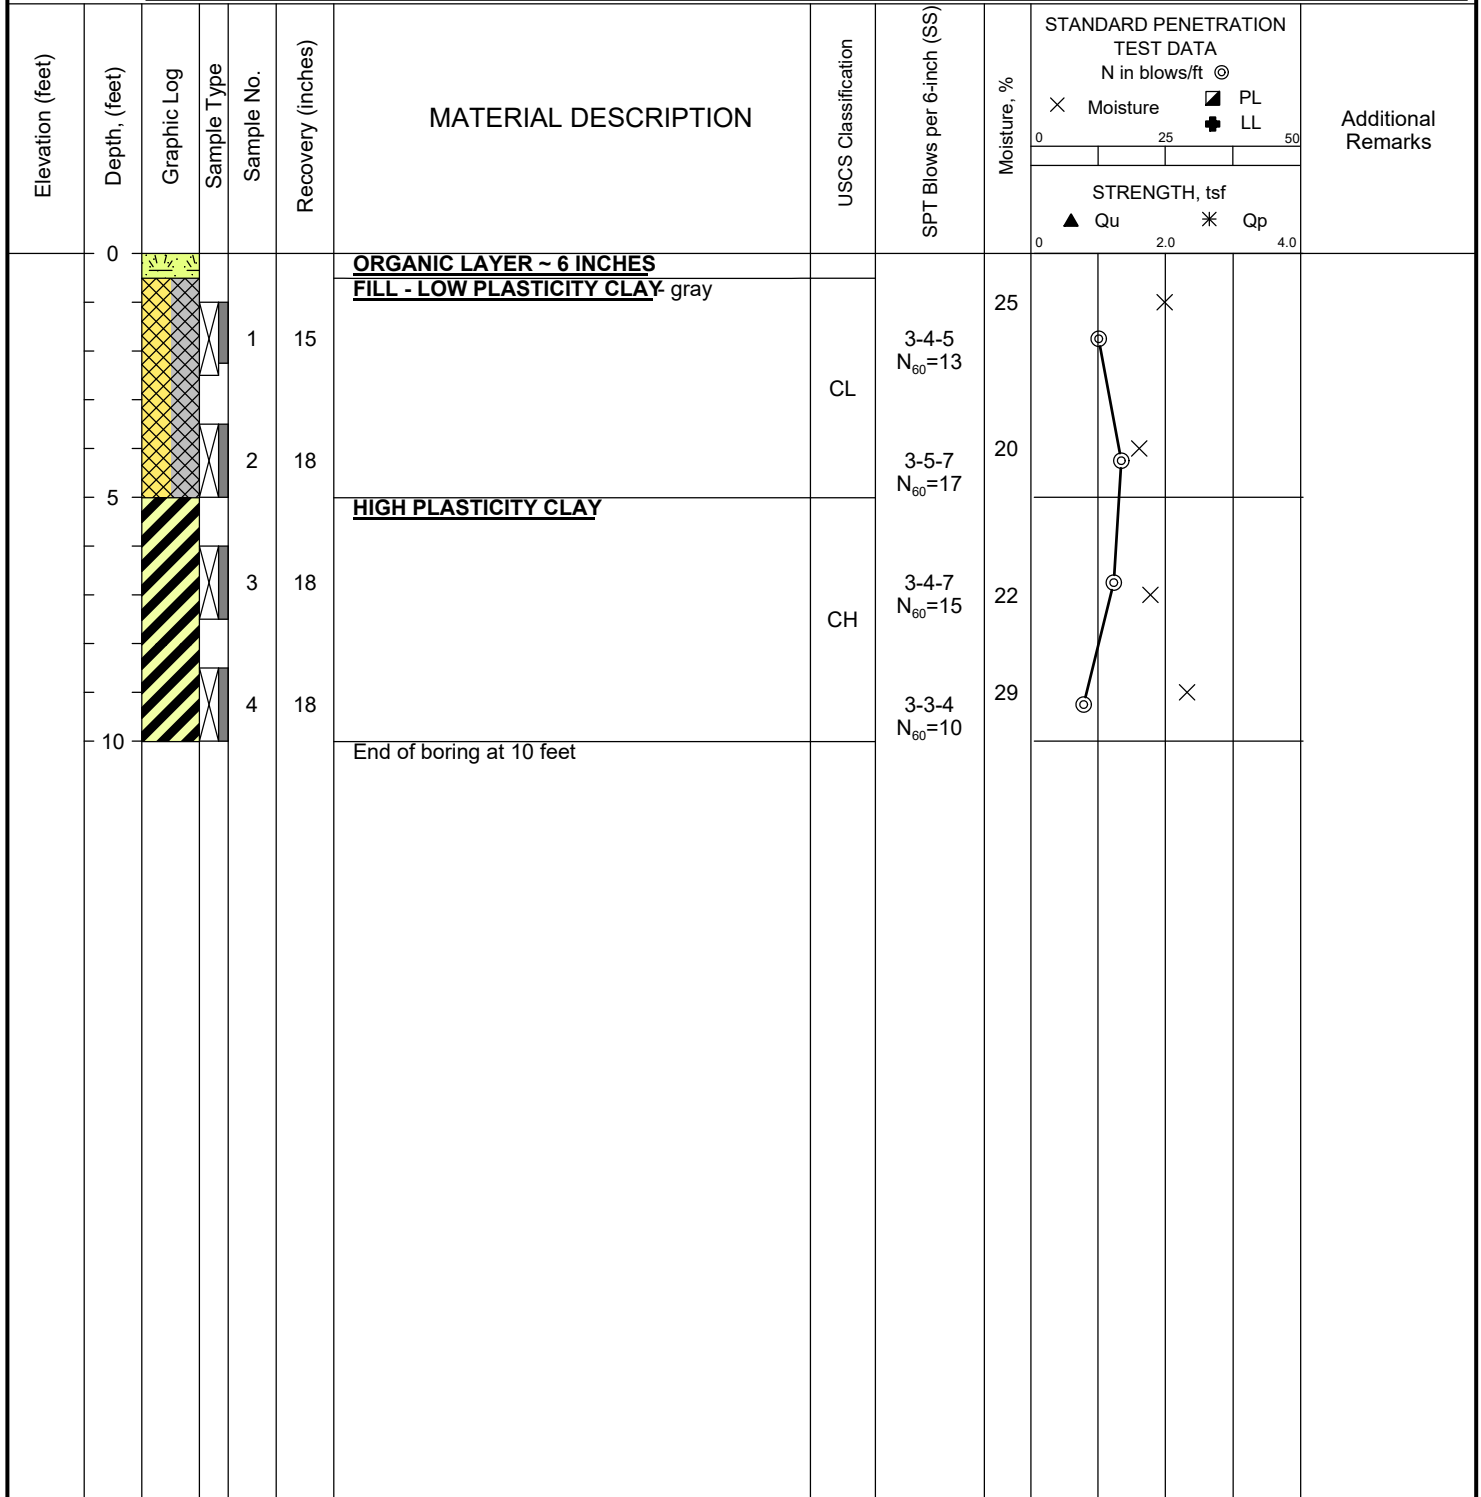 Elevation (feet)
Depth, (feet)
Graphic Log
Sample Type
Sample No.
Recovery (inches)
MATERIAL DESCRIPTION
USCS Classification
SPT Blows per 6-inch (SS)
Moisture, %
STANDARD PENETRATION
TEST DATA
N in blows/ft
Moisture
PL
LL
0 25 50
STRENGTH, tsf
Qu Qp
0 2.0 4.0
Additional
Remarks
0
ORGANIC LAYER ~ 6 INCHES
FILL - LOW PLASTICITY CLAY- gray
25
1 15 3-4-5
N60=13
CL
20
2 18 3-5-7
N60=17
5
HIGH PLASTICITY CLAY
3 18 3-4-7 22
N60=15
CH
29
4 18 3-3-4
N60=10
10
End of boring at 10 feet